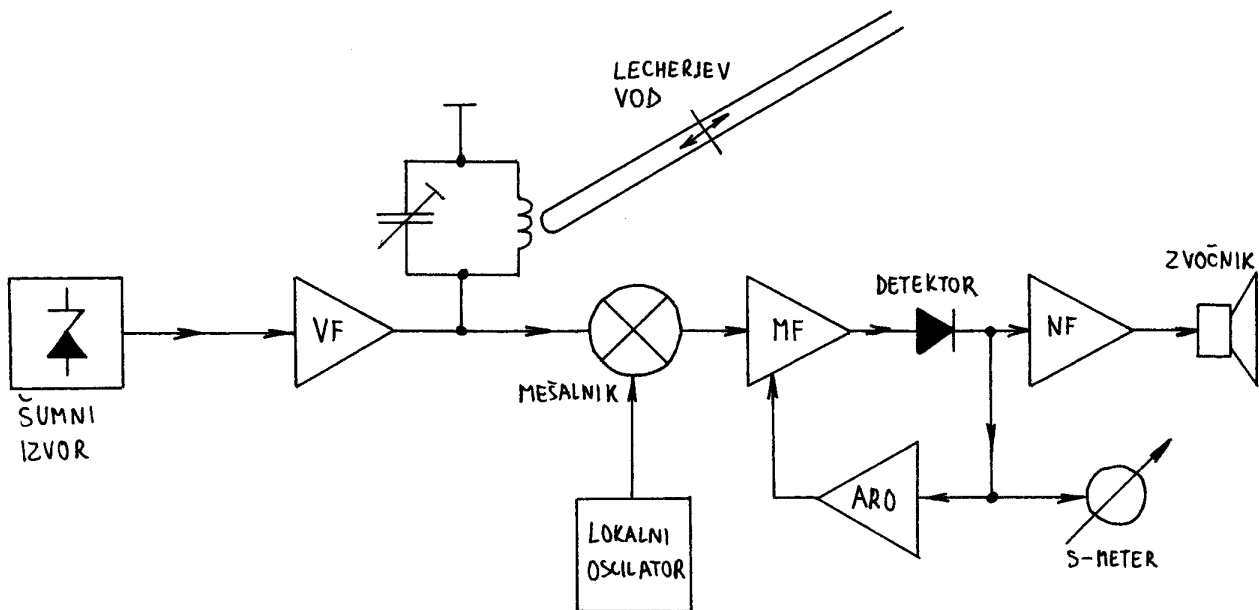 LECHERJEV
VOD
ŠUMNI
IZVOR
VF
MEŠALNIK
LOKALNI
OSCILATOR
MF
DETEKTOR
NF
ZVOČNIK
ARO
S-METER